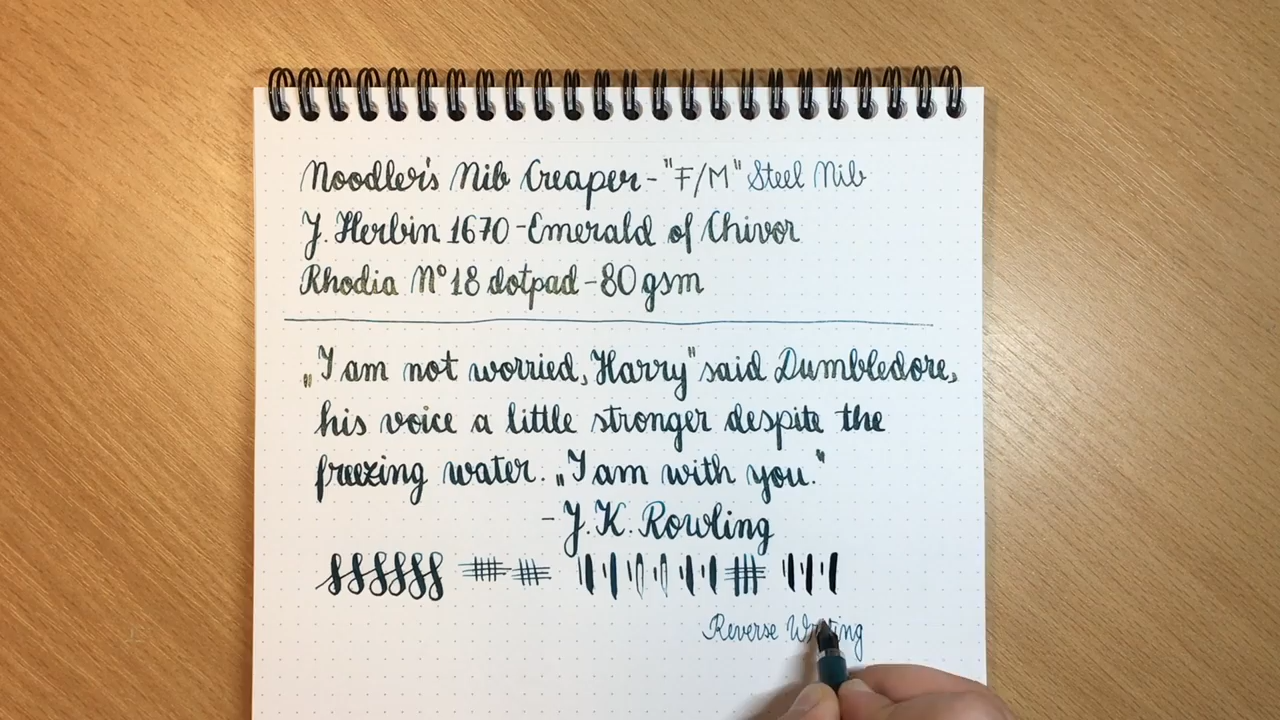 Noodler's Nib Creaper - "F/M" Steel Nib
J. Herbin 1670 - Emerald of Chivor
Rhodia N°18 dotpad - 80 gsm
„I am not worried, Harry" said Dumbledore,
his voice a little stronger despite the
freezing water. „I am with you."
- J. K. Rowling
Reverse Writing